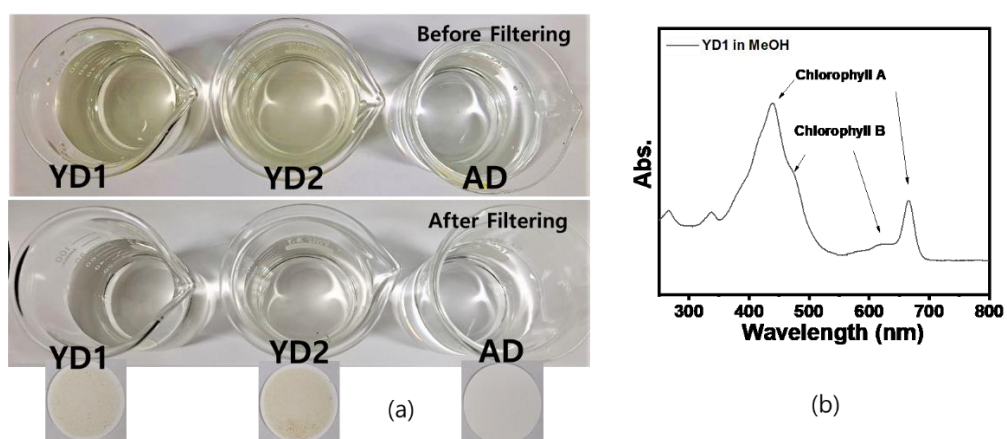 Before Filtering
YD1
YD2
AD
After Filtering
YD1
YD2
AD
(a)
YD1 in MeOH
Chlorophyll A
Chlorophyll B
Abs.
300 400 500 600 700 800
Wavelength (nm)
(b)